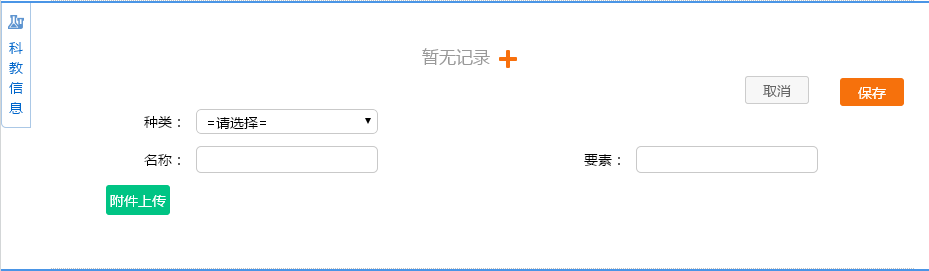 科教信息
暂无记录
取消
保存
种类：
=请选择=
名称：
要素：
附件上传